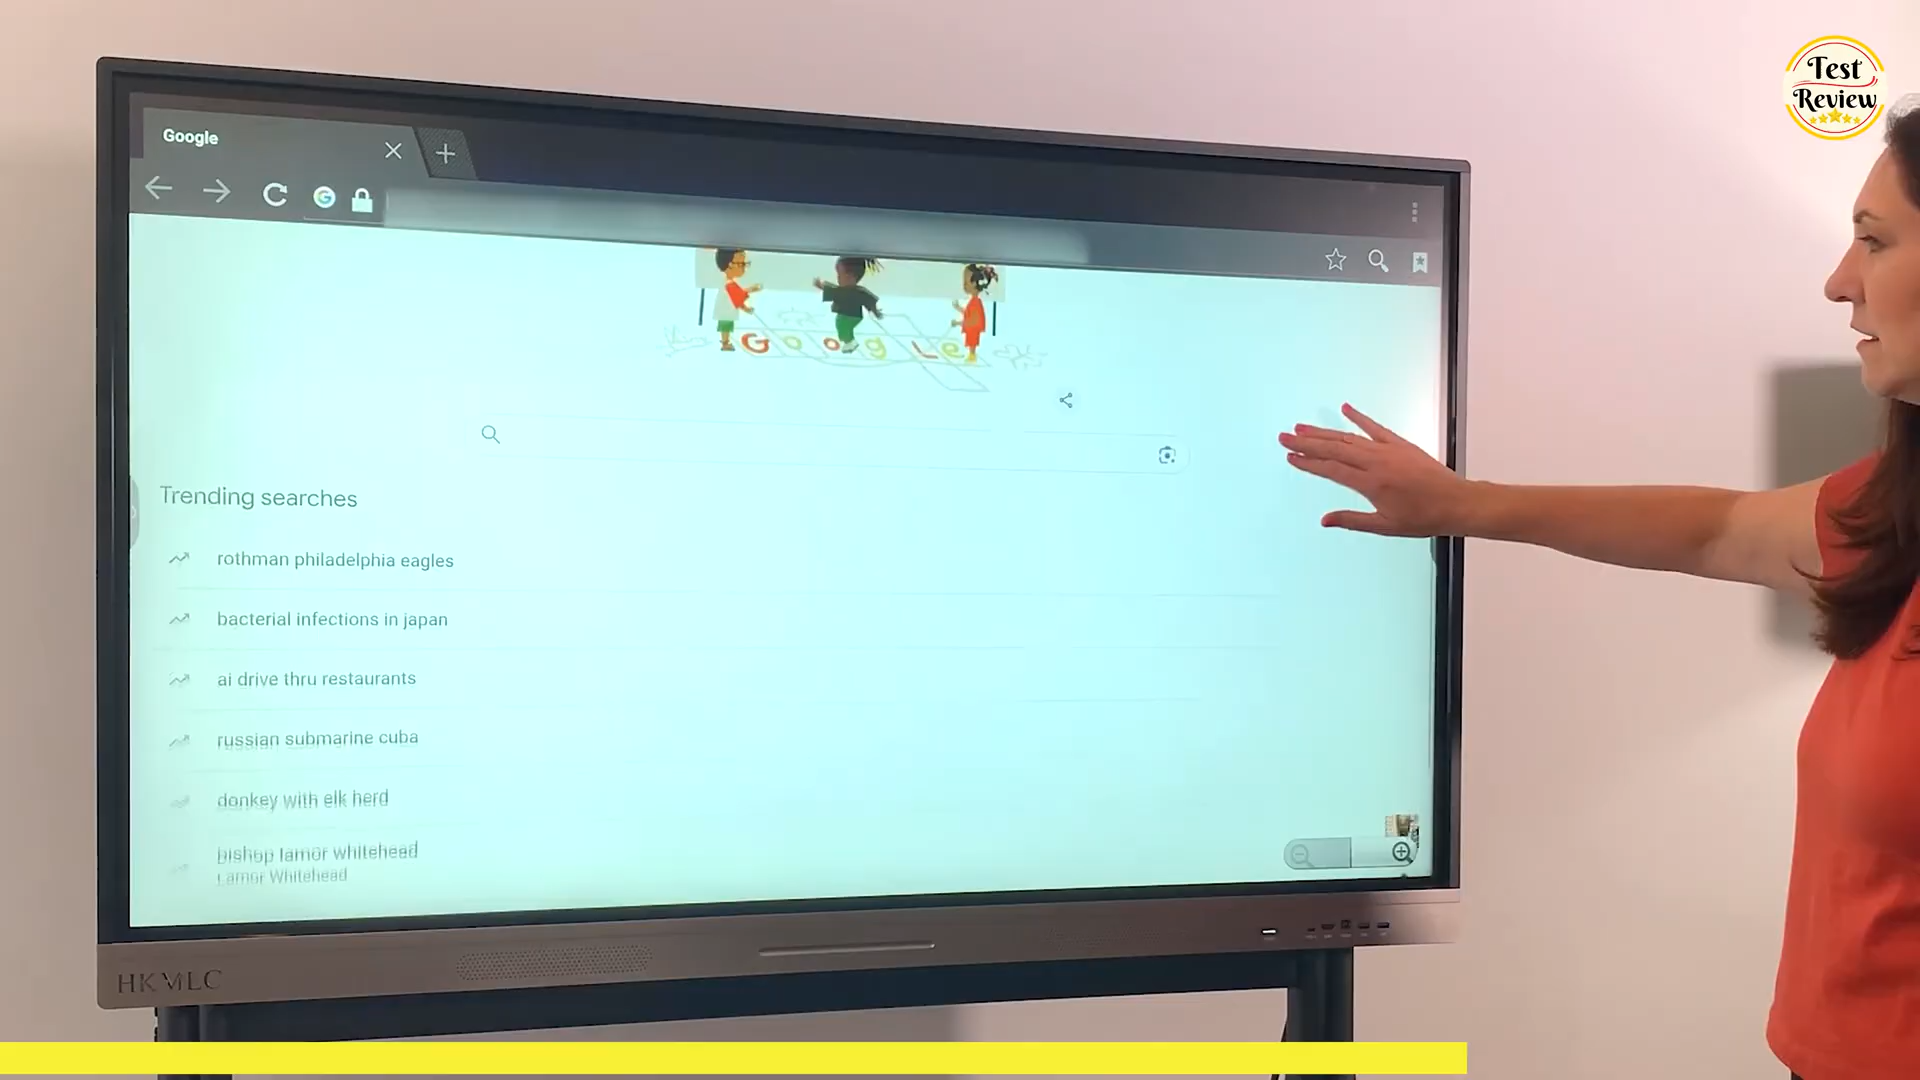 Test
Review
Google
Google
Trending searches
rothman philadelphia eagles
bacterial infections in japan
ai drive thru restaurants
russian submarine cuba
donkey with elk herd
bishop lamor whitehead
Lamor Whitehead
HKMLC